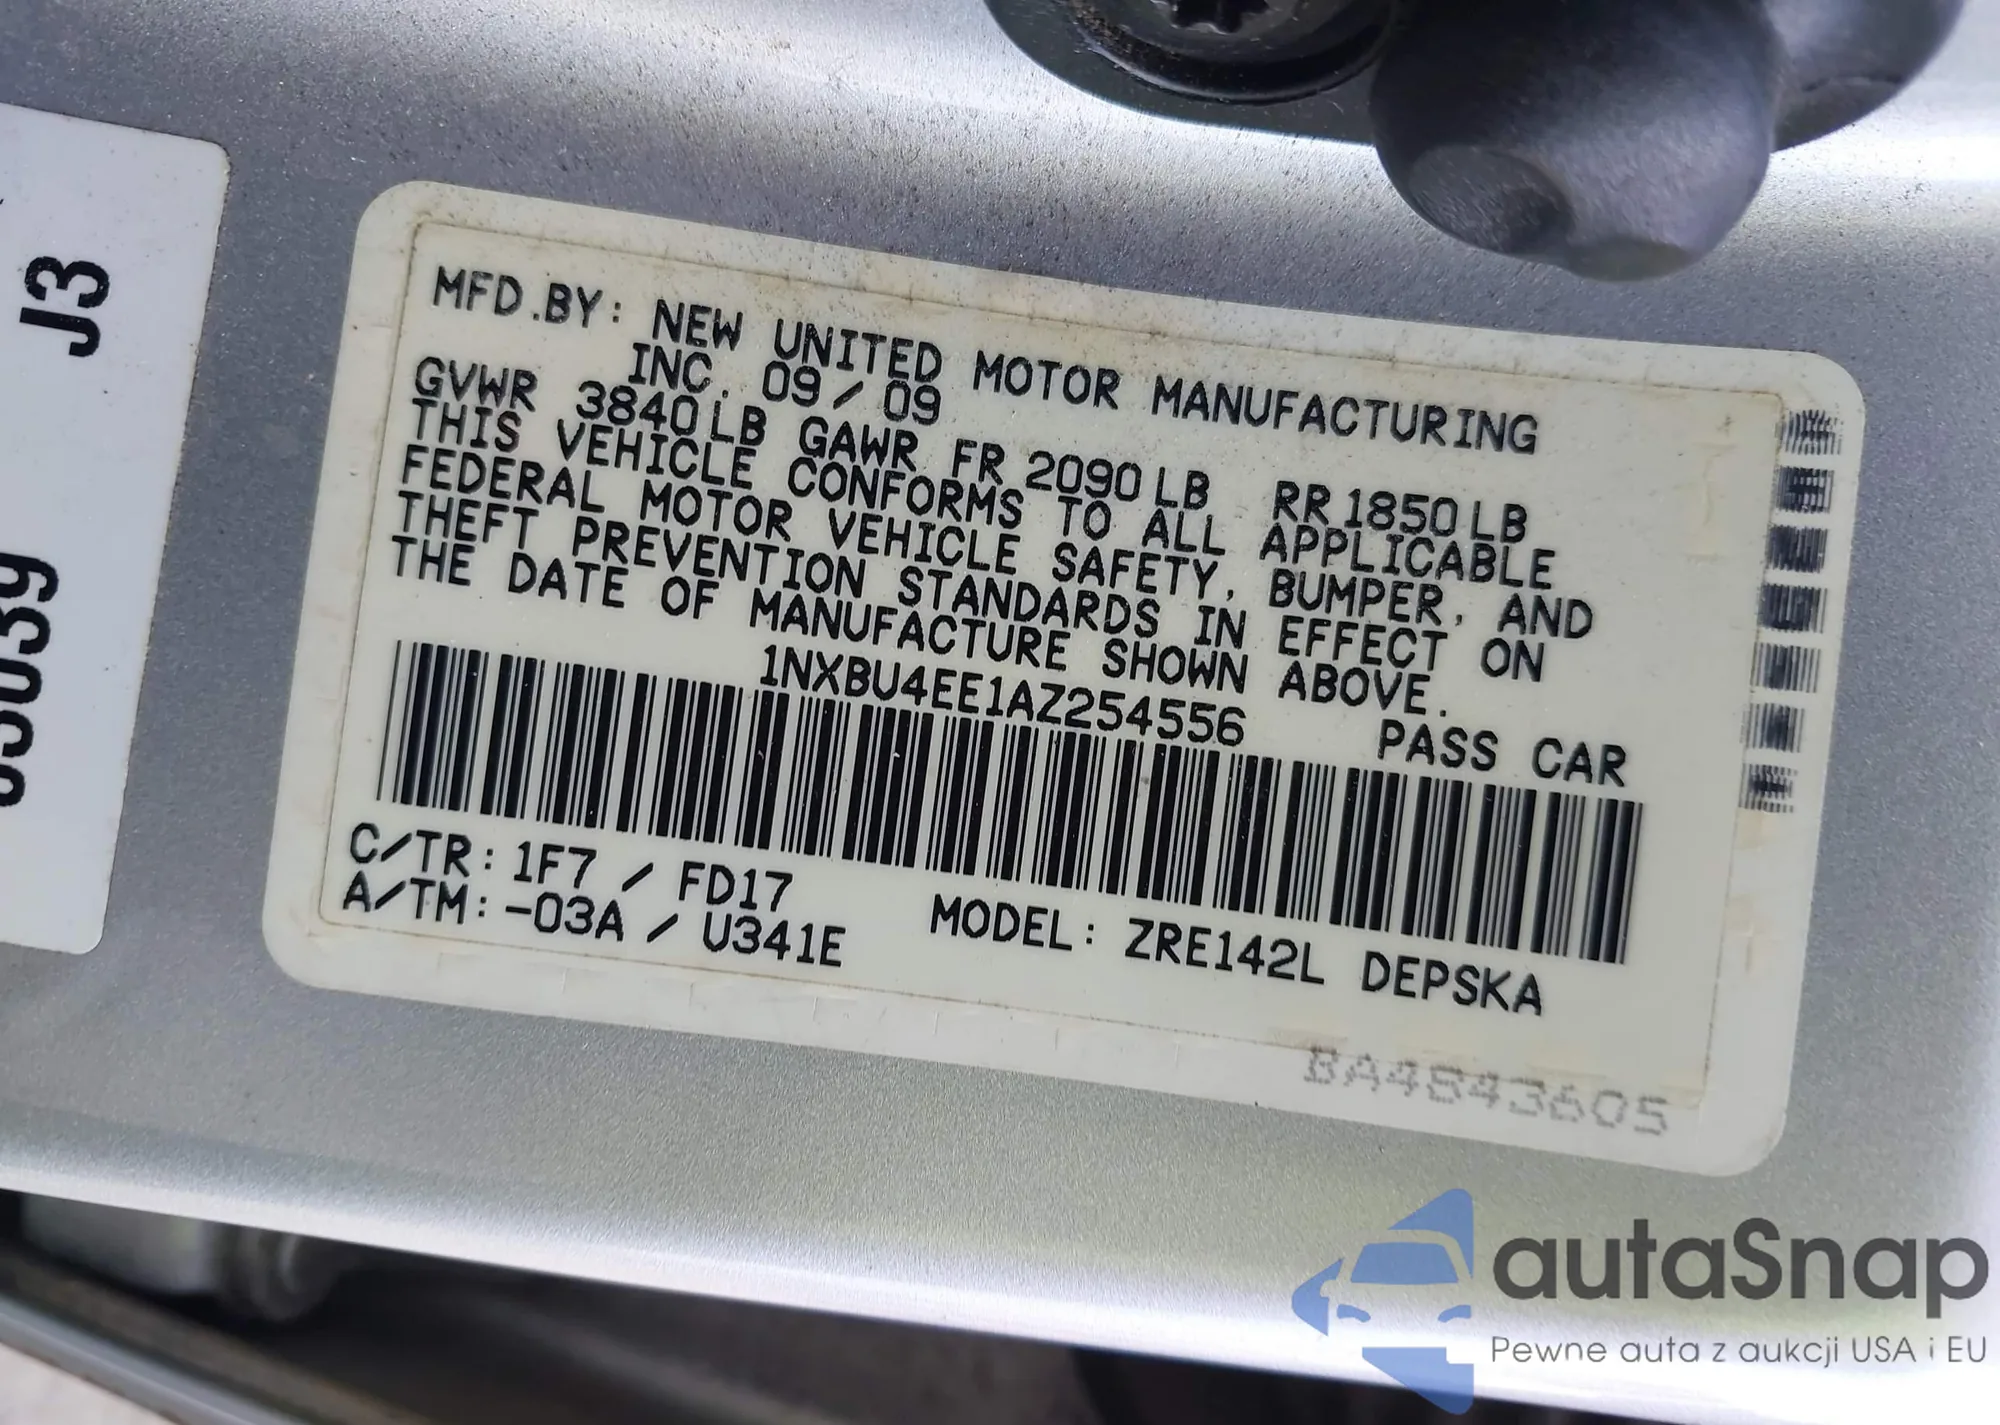 J3
MFD.BY: NEW UNITED MOTOR MANUFACTURING
INC. 09/09
GVWR 3840LB GAWR FR 2090LB RR 1850LB
THIS VEHICLE CONFORMS TO ALL APPLICABLE
FEDERAL MOTOR VEHICLE SAFETY, BUMPER, AND
THEFT PREVENTION STANDARDS IN EFFECT ON
THE DATE OF MANUFACTURE SHOWN ABOVE.
1NXBU4EE1AZ254556 PASS CAR
C/TR: 1F7 / FD17
A/TM: -03A / U341E MODEL: ZRE142L DEPSKA
BA4843605
autaSnap
Pewne auta z aukcji USA i EU